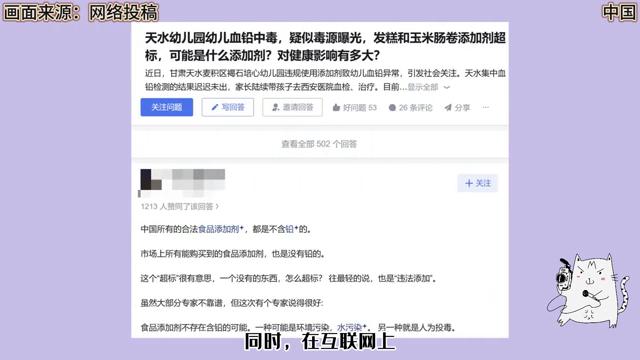 画面来源：网络投稿
中国
天水幼儿园幼儿血铅中毒，疑似毒源曝光，发糕和玉米肠卷添加剂超
标，可能是什么添加剂？对健康影响有多大？
近日，甘肃天水麦积区褐石培心幼儿园违规使用添加剂致幼儿血铅异常，引发社会关注。天水集中血
铅检测的结果迟迟未出，家长陆续带孩子去西安医院血检、治疗。目前...显示全部
关注问题 写回答 邀请回答 好问题 53 26 条评论 分享 ...
查看全部 502 个回答
+ 关注
1213 人赞同了该回答 >
中国所有的合法食品添加剂+，都是不含铅+的。
市场上所有能购买到的食品添加剂，也是没有铅的。
这个“超标”很有意思，一个没有的东西，怎么超标？ 往最轻的说，也是“违法添加”。
虽然大部分专家不靠谱，但这次有个专家说得很好:
食品添加剂不存在含铅的可能。一种可能是环境污染，水污染+。 另一种就是人为投毒。
同时，在互联网上